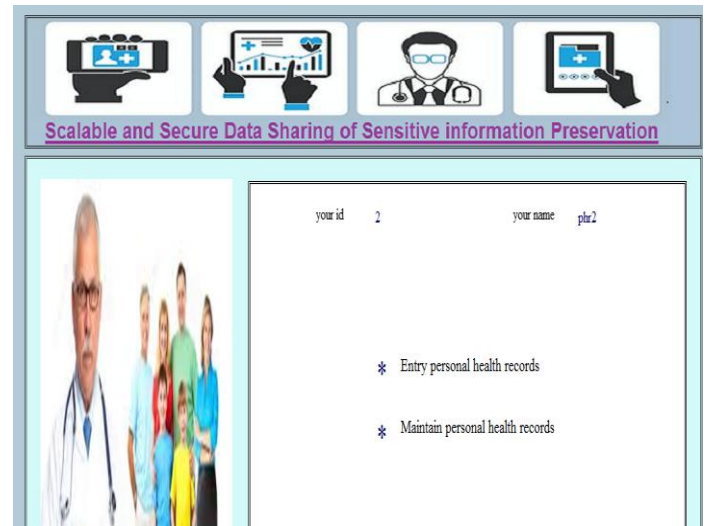 Scalable and Secure Data Sharing of Sensitive information Preservation
your id 2 your name phr2
* Entry personal health records
* Maintain personal health records